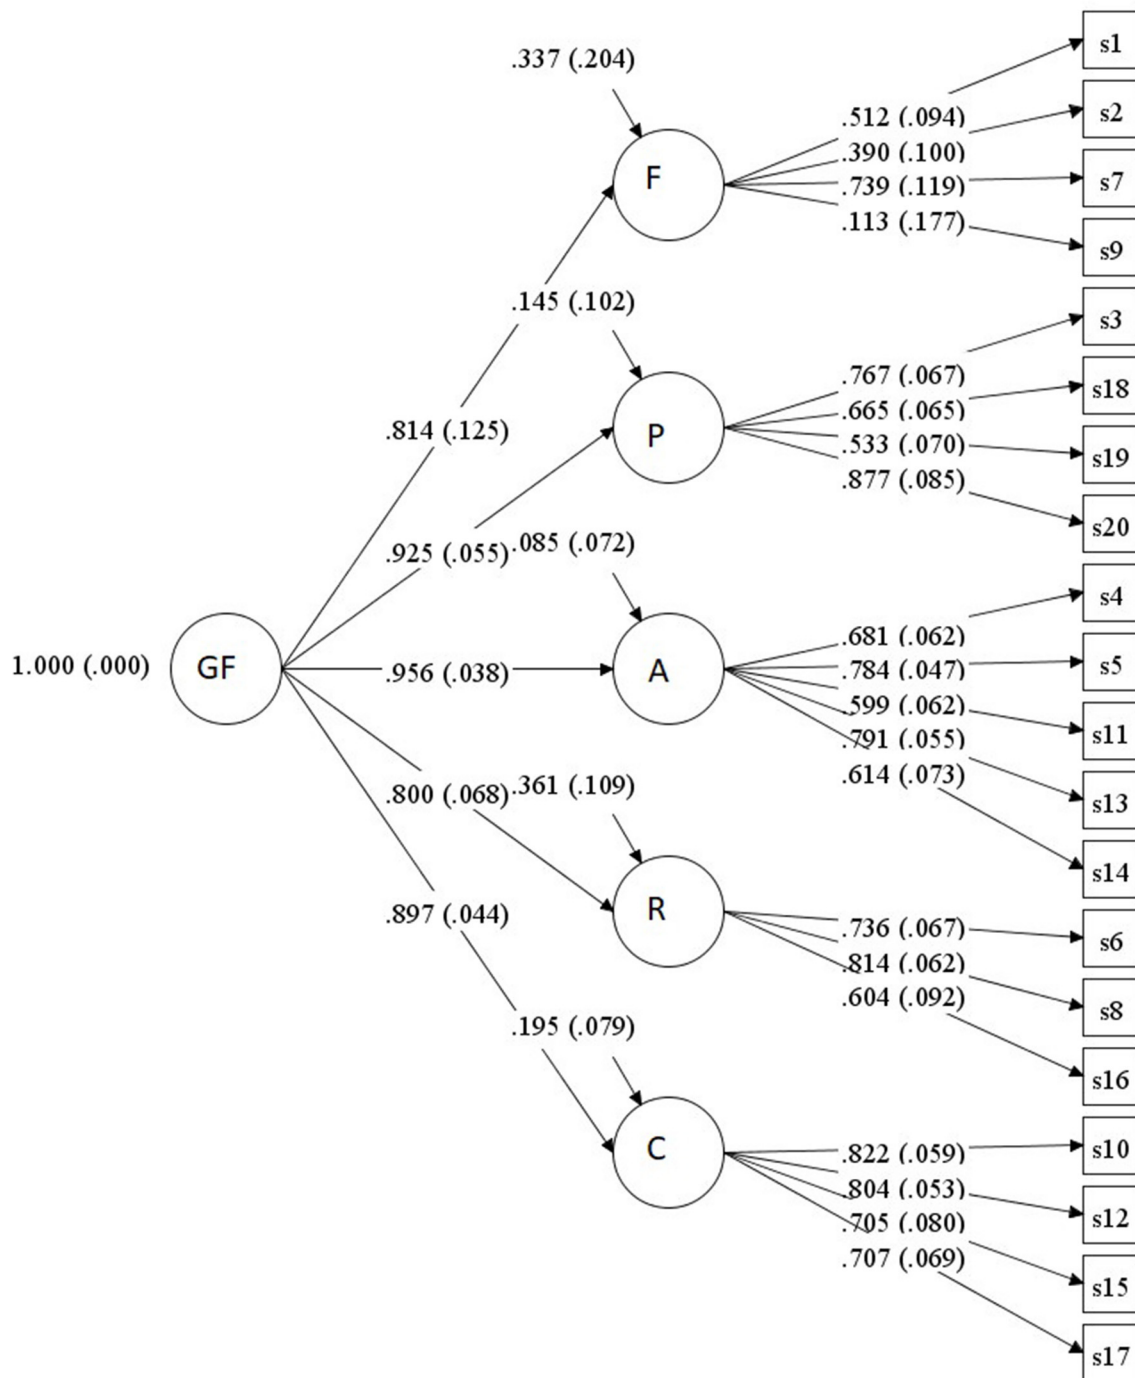 s1
.337 (.204)
s2
.512 (.094)
.390 (.100)
F
s7
.739 (.119)
.113 (.177)
s9
.145 (.102)
s3
.767 (.067)
s18
.665 (.065)
.814 (.125)
P
.533 (.070)
s19
.877 (.085)
s20
.925 (.055)
.085 (.072)
s4
.681 (.062)
1.000 (.000)
GF
.956 (.038)
A
.784 (.047)
s5
.599 (.062)
s11
.791 (.055)
.614 (.073)
s13
.800 (.068)
.361 (.109)
s14
.897 (.044)
R
.736 (.067)
s6
.814 (.062)
.604 (.092)
s8
.195 (.079)
s16
C
.822 (.059)
s10
.804 (.053)
s12
.705 (.080)
.707 (.069)
s15
s17